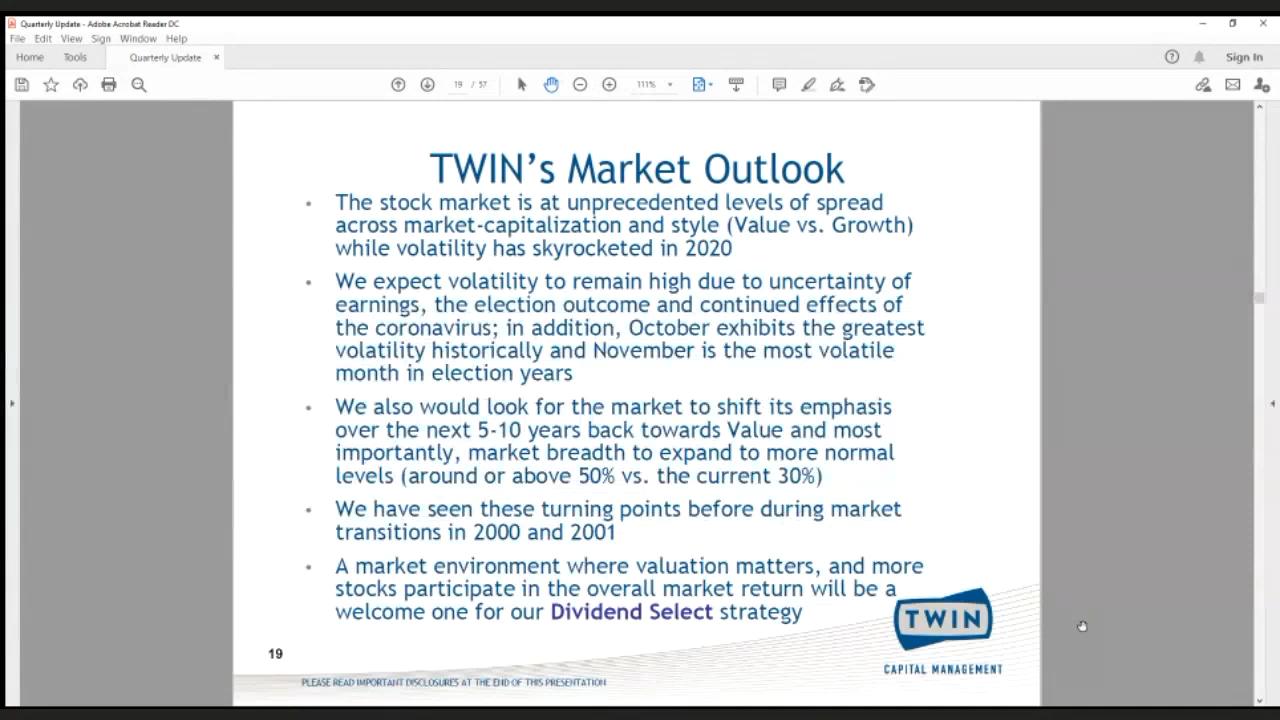 Quarterly Update - Adobe Acrobat Reader DC
File Edit View Sign Window Help
Home Tools Quarterly Update × Sign In
19 / 57 111%
TWIN's Market Outlook
• The stock market is at unprecedented levels of spread
across market-capitalization and style (Value vs. Growth)
while volatility has skyrocketed in 2020
• We expect volatility to remain high due to uncertainty of
earnings, the election outcome and continued effects of
the coronavirus; in addition, October exhibits the greatest
volatility historically and November is the most volatile
month in election years
• We also would look for the market to shift its emphasis
over the next 5-10 years back towards Value and most
importantly, market breadth to expand to more normal
levels (around or above 50% vs. the current 30%)
• We have seen these turning points before during market
transitions in 2000 and 2001
• A market environment where valuation matters, and more
stocks participate in the overall market return will be a
welcome one for our Dividend Select strategy
TWIN
CAPITAL MANAGEMENT
19
PLEASE READ IMPORTANT DISCLOSURES AT THE END OF THIS PRESENTATION